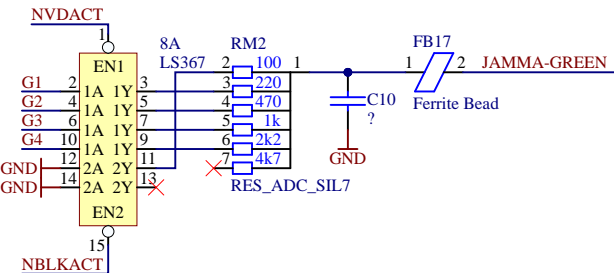 NVDACT
1
8A
LS367
RM2
FB17
EN1
2 100 1
1 2
JAMMA-GREEN
G1 2 1A 1Y 3
3 220
G2 4 1A 1Y 5
4 470
C10
Ferrite Bead
G3 6 1A 1Y 7
5 1k
?
G4 10 1A 1Y 9
6 2k2
GND 12 2A 2Y 11
7 4k7
GND
GND 14 2A 2Y 13
RES_ADC_SIL7
EN2
15
NBLKACT